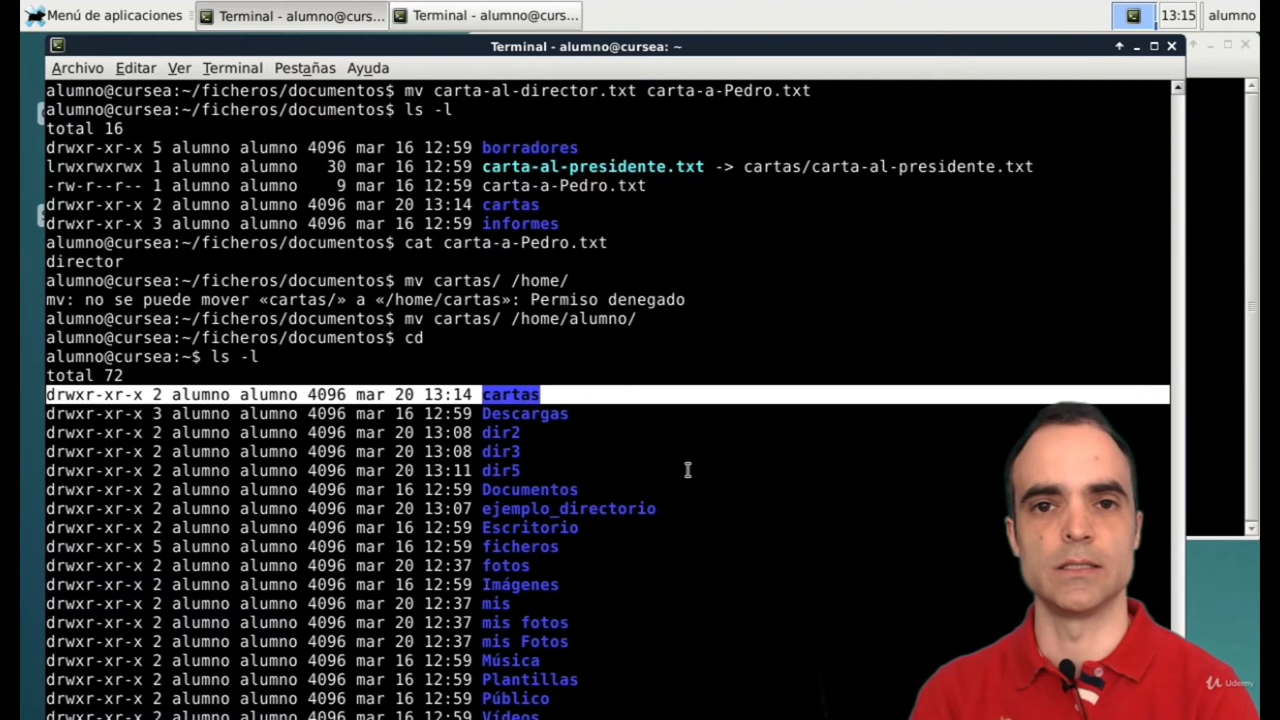 Menú de aplicaciones
Terminal - alumno@curs...
Terminal - alumno@curs...
13:15
alumno
Terminal - alumno@cursea: ~
Archivo Editar Ver Terminal Pestañas Ayuda
alumno@cursea:~/ficheros/documentos$ mv carta-al-director.txt carta-a-Pedro.txt
alumno@cursea:~/ficheros/documentos$ ls -l
total 16
drwxr-xr-x 5 alumno alumno 4096 mar 16 12:59 borradores
lrwxrwxrwx 1 alumno alumno   30 mar 16 12:59 carta-al-presidente.txt -> cartas/carta-al-presidente.txt
-rw-r--r-- 1 alumno alumno    9 mar 16 12:59 carta-a-Pedro.txt
drwxr-xr-x 2 alumno alumno 4096 mar 20 13:14 cartas
drwxr-xr-x 3 alumno alumno 4096 mar 16 12:59 informes
alumno@cursea:~/ficheros/documentos$ cat carta-a-Pedro.txt
director
alumno@cursea:~/ficheros/documentos$ mv cartas/ /home/
mv: no se puede mover «cartas/» a «/home/cartas»: Permiso denegado
alumno@cursea:~/ficheros/documentos$ mv cartas/ /home/alumno/
alumno@cursea:~/ficheros/documentos$ cd
alumno@cursea:~$ ls -l
total 72
drwxr-xr-x 2 alumno alumno 4096 mar 20 13:14 cartas
drwxr-xr-x 3 alumno alumno 4096 mar 16 12:59 Descargas
drwxr-xr-x 2 alumno alumno 4096 mar 20 13:08 dir2
drwxr-xr-x 2 alumno alumno 4096 mar 20 13:08 dir3
drwxr-xr-x 2 alumno alumno 4096 mar 20 13:11 dir5
drwxr-xr-x 2 alumno alumno 4096 mar 16 12:59 Documentos
drwxr-xr-x 2 alumno alumno 4096 mar 20 13:07 ejemplo_directorio
drwxr-xr-x 2 alumno alumno 4096 mar 16 12:59 Escritorio
drwxr-xr-x 5 alumno alumno 4096 mar 16 12:59 ficheros
drwxr-xr-x 2 alumno alumno 4096 mar 20 12:37 fotos
drwxr-xr-x 2 alumno alumno 4096 mar 16 12:59 Imágenes
drwxr-xr-x 2 alumno alumno 4096 mar 20 12:37 mis
drwxr-xr-x 2 alumno alumno 4096 mar 20 12:37 mis fotos
drwxr-xr-x 2 alumno alumno 4096 mar 20 12:37 mis Fotos
drwxr-xr-x 2 alumno alumno 4096 mar 16 12:59 Música
drwxr-xr-x 2 alumno alumno 4096 mar 16 12:59 Plantillas
drwxr-xr-x 2 alumno alumno 4096 mar 16 12:59 Público
drwxr-xr-x 2 alumno alumno 4096 mar 16 12:59 Vídeos
Udemy